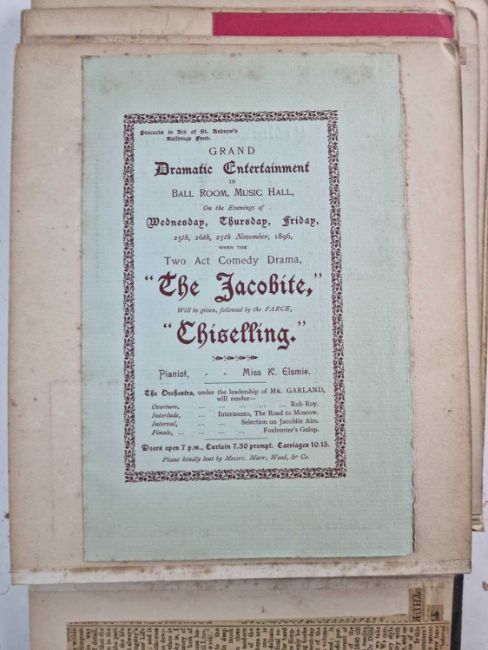 Proceeds in Aid of St. Andrew's
Buildings Fund.
GRAND
Dramatic Entertainment
IN
BALL ROOM, MUSIC HALL,
On the Evenings of
Wednesday, Thursday, Friday,
25th, 26th, 27th November, 1896,
WHEN THE
Two Act Comedy Drama,
"The Jacobite,"
Will be given, followed by the FARCE,
"Chiselling."
Pianist, - - Miss K. Elsmie.
The Orchestra, under the leadership of MR. GARLAND,
will render—
Overture, ... ... ... ... ... Rob Roy.
Interlude, ... Intermezzo, The Road to Moscow.
Internal, ... ... Selection on Jacobite Airs.
Finale, ... ... ... ... Foxhunter's Galop.
Doors open 7 p.m., Curtain 7.30 prompt. Carriages 10.15.
Piano kindly lent by Messrs. Marr, Wood, & Co.